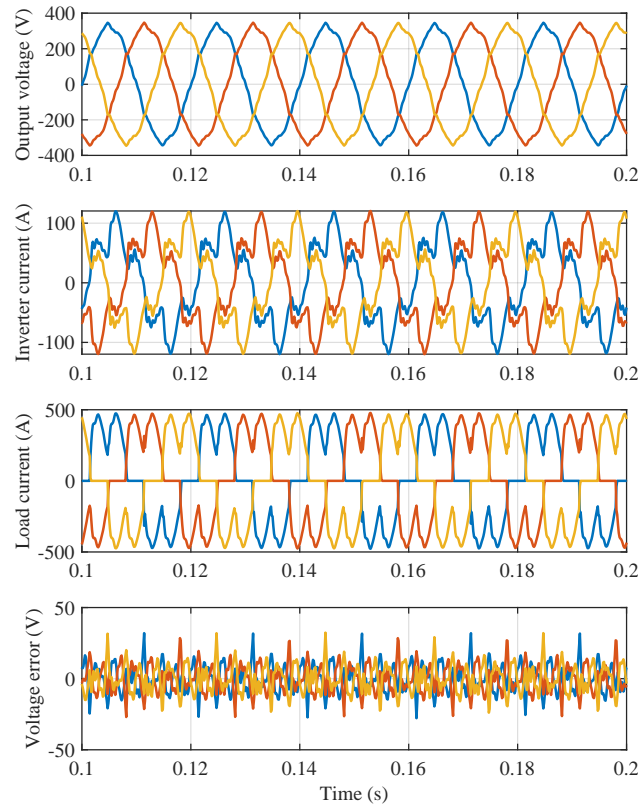 Output voltage (V)
400
200
0
-200
-400
0.1 0.12 0.14 0.16 0.18 0.2
Inverter current (A)
100
0
-100
0.1 0.12 0.14 0.16 0.18 0.2
Load current (A)
500
0
-500
0.1 0.12 0.14 0.16 0.18 0.2
Voltage error (V)
50
0
-50
0.1 0.12 0.14 0.16 0.18 0.2
Time (s)